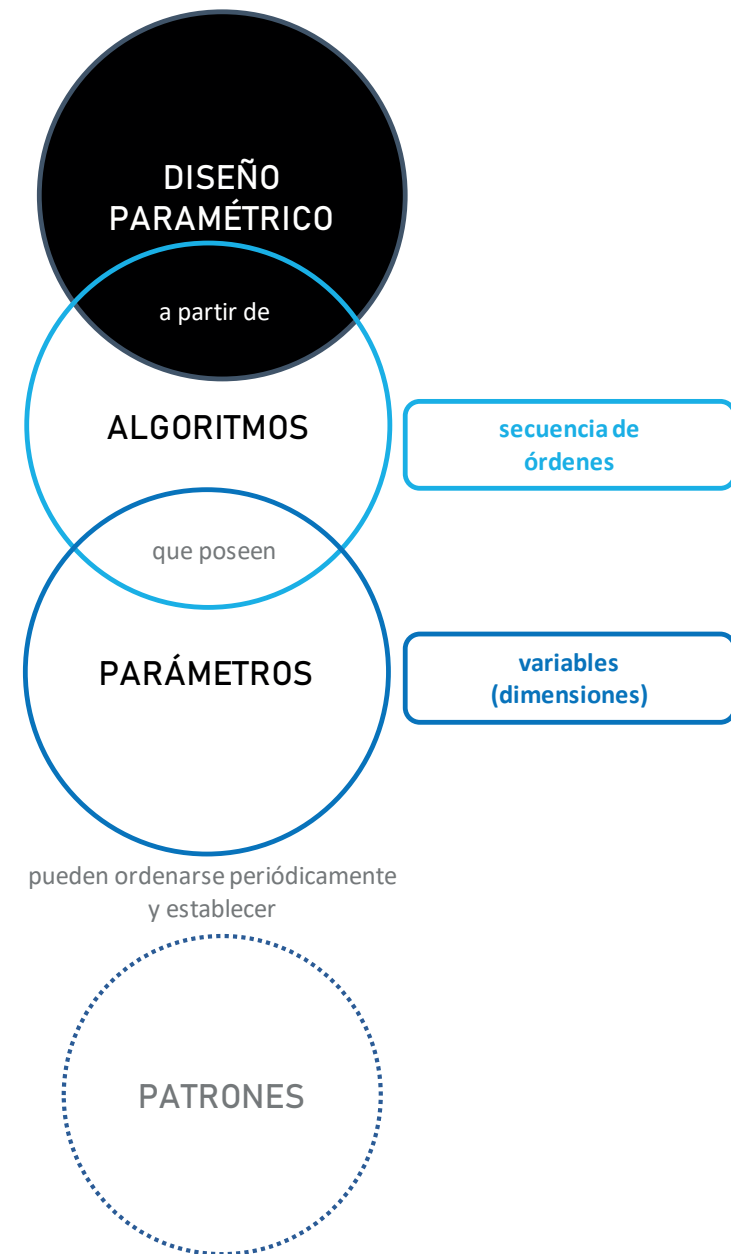 DISEÑO
PARAMÉTRICO
a partir de
ALGORITMOS
secuencia de
órdenes
que poseen
PARÁMETROS
variables
(dimensiones)
pueden ordenarse periódicamente
y establecer
PATRONES